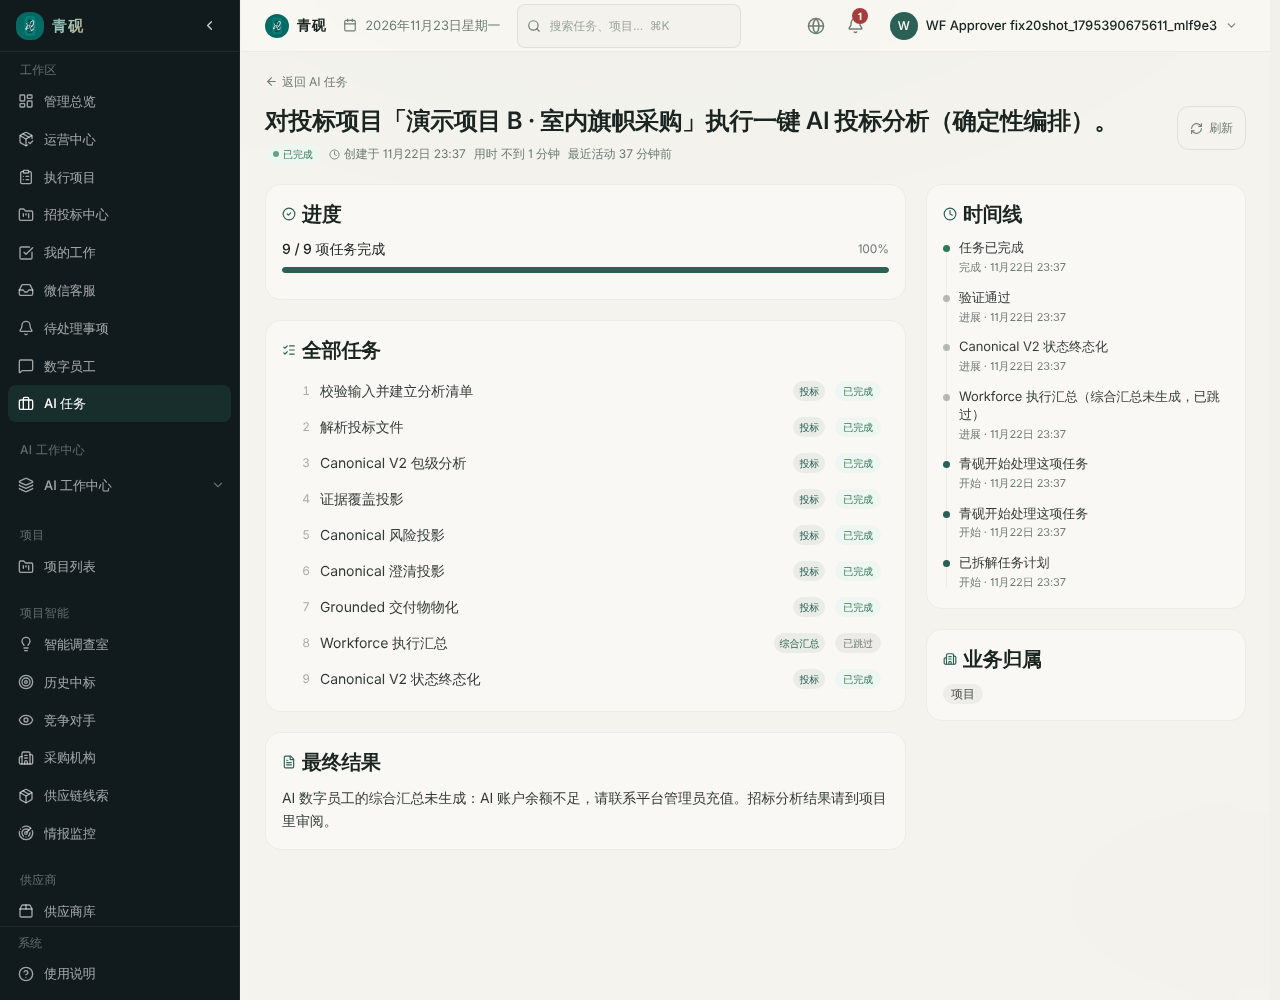 青砚
工作区
管理总览
运营中心
执行项目
招投标中心
我的工作
微信客服
待处理事项
数字员工
AI 任务
AI 工作中心
AI 工作中心
项目
项目列表
项目智能
智能调查室
历史中标
竞争对手
采购机构
供应链线索
情报监控
供应商
供应商库
系统
使用说明
青砚
2026年11月23日星期一
搜索任务、项目... ⌘K
1
W
WF Approver fix20shot_1795390675611_mlf9e3
返回 AI 任务
对投标项目「演示项目 B · 室内旗帜采购」执行一键 AI 投标分析（确定性编排）。
刷新
已完成
创建于 11月22日 23:37 用时 不到 1 分钟 最近活动 37 分钟前
进度
9 / 9 项任务完成
100%
全部任务
1 校验输入并建立分析清单 投标 已完成
2 解析投标文件 投标 已完成
3 Canonical V2 包级分析 投标 已完成
4 证据覆盖投影 投标 已完成
5 Canonical 风险投影 投标 已完成
6 Canonical 澄清投影 投标 已完成
7 Grounded 交付物物化 投标 已完成
8 Workforce 执行汇总 综合汇总 已跳过
9 Canonical V2 状态终态化 投标 已完成
最终结果
AI 数字员工的综合汇总未生成：AI 账户余额不足，请联系平台管理员充值。招标分析结果请到项目
里审阅。
时间线
任务已完成
完成 · 11月22日 23:37
验证通过
进展 · 11月22日 23:37
Canonical V2 状态终态化
进展 · 11月22日 23:37
Workforce 执行汇总（综合汇总未生成，已跳
过）
进展 · 11月22日 23:37
青砚开始处理这项任务
开始 · 11月22日 23:37
青砚开始处理这项任务
开始 · 11月22日 23:37
已拆解任务计划
开始 · 11月22日 23:37
业务归属
项目